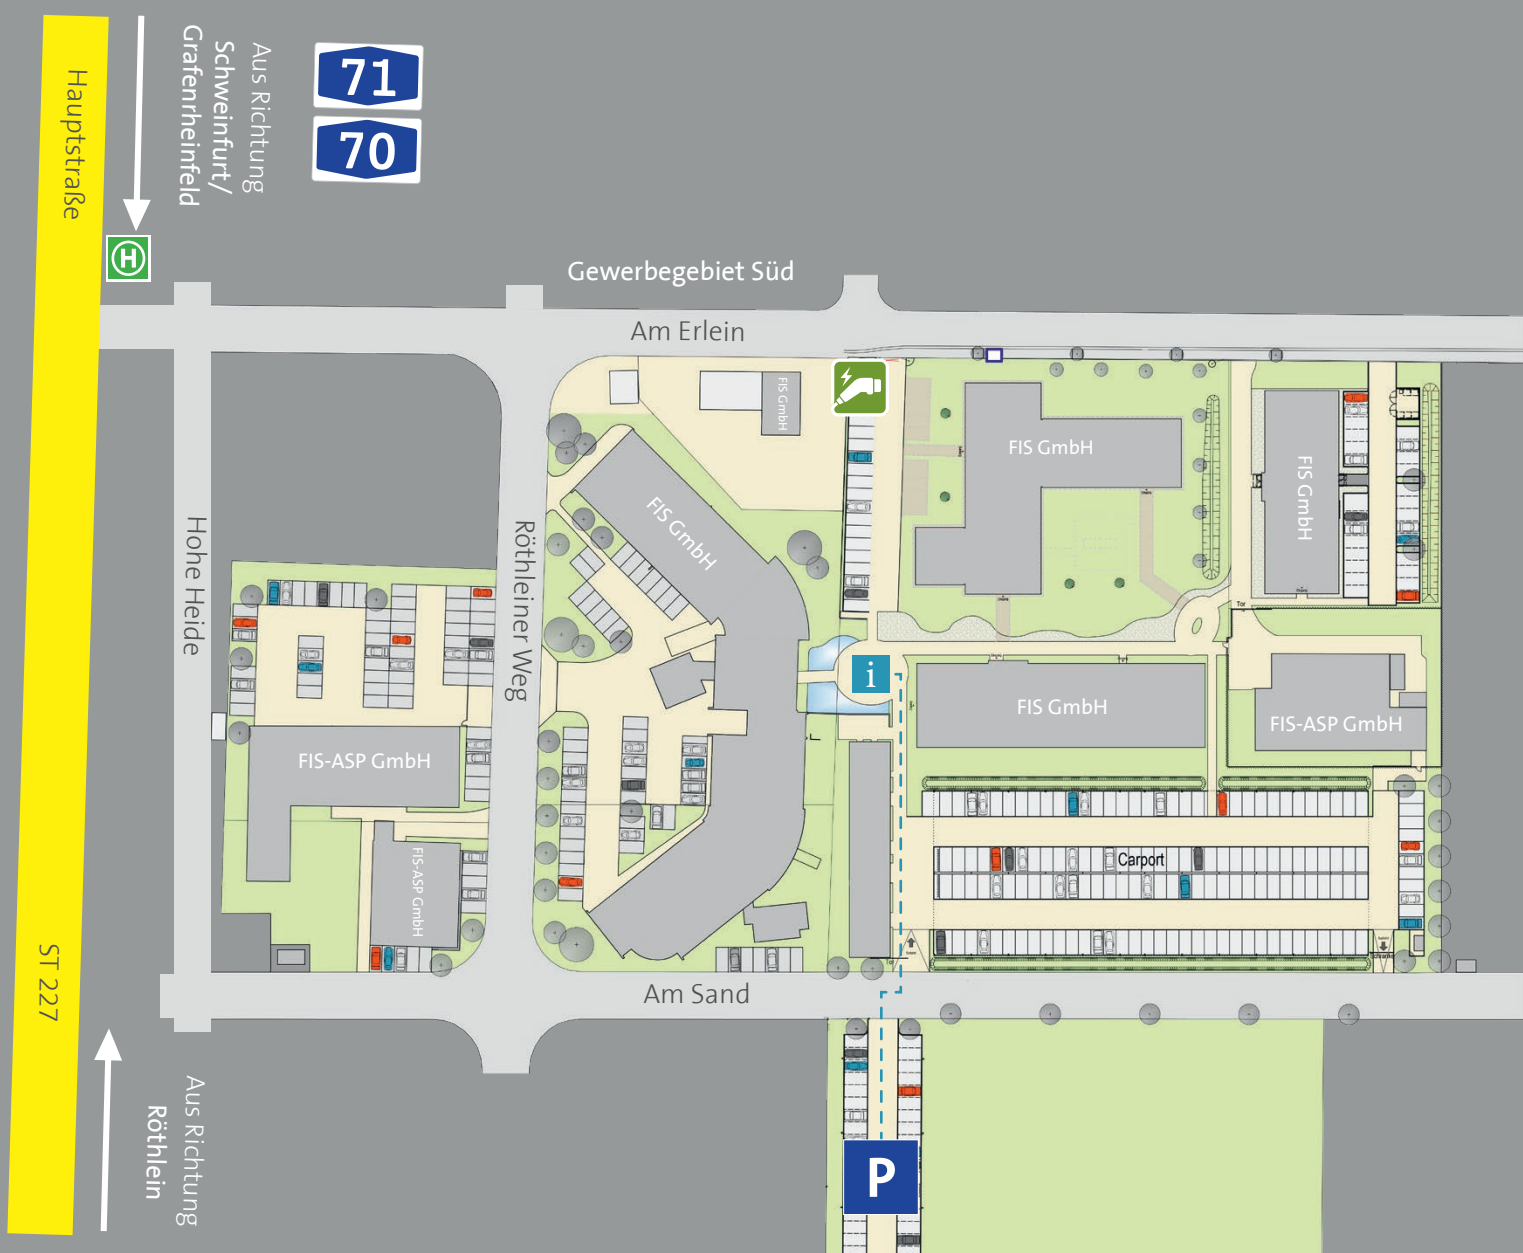 Hauptstraße
Aus Richtung
Schweinfurt/
Grafenrheinfeld
71
70
H
Gewerbegebiet Süd
Am Erlein
FIS GmbH
FIS GmbH
FIS GmbH
FIS GmbH
Hohe Heide
Röthleiner Weg
Tor
i
FIS GmbH
FIS-ASP GmbH
FIS-ASP GmbH
FIS-ASP GmbH
Carport
Tor
ST 227
Am Sand
Aus Richtung
Röthlein
P